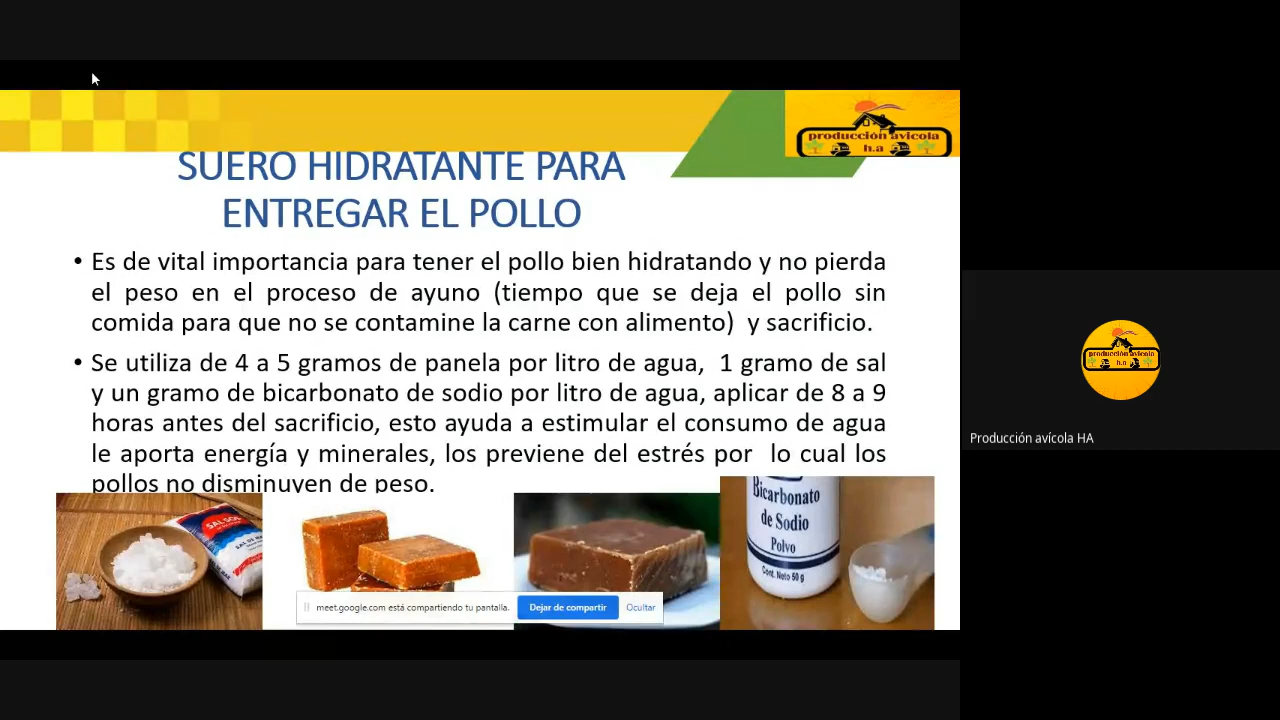 producción avicola
h.a
SUERO HIDRATANTE PARA
ENTREGAR EL POLLO
• Es de vital importancia para tener el pollo bien hidratando y no pierda
el peso en el proceso de ayuno (tiempo que se deja el pollo sin
comida para que no se contamine la carne con alimento) y sacrificio.
• Se utiliza de 4 a 5 gramos de panela por litro de agua, 1 gramo de sal
y un gramo de bicarbonato de sodio por litro de agua, aplicar de 8 a 9
horas antes del sacrificio, esto ayuda a estimular el consumo de agua
le aporta energía y minerales, los previene del estrés por lo cual los
pollos no disminuyen de peso.
Bicarbonato
de Sodio
Polvo
Cont. Neto 50 g
meet.google.com está compartiendo tu pantalla.
Dejar de compartir
Ocultar
producción avicola
h.a
Producción avícola HA